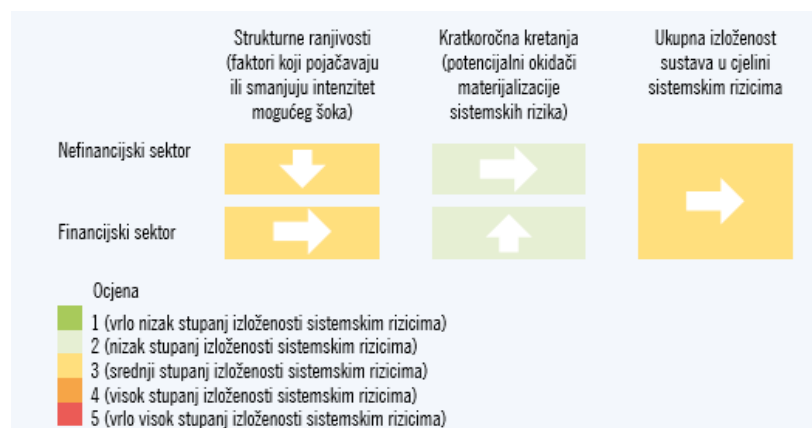 Strukturne ranjivosti
(faktori koji pojačavaju
ili smanjuju intenzitet
mogućeg šoka)
Kratkoročna kretanja
(potencijalni okidači
materijalizacije
sistemskih rizika)
Ukupna izloženost
sustava u cjelini
sistemskim rizicima
Nefinancijski sektor
Financijski sektor
Ocjena
1 (vrlo nizak stupanj izloženosti sistemskim rizicima)
2 (nizak stupanj izloženosti sistemskim rizicima)
3 (srednji stupanj izloženosti sistemskim rizicima)
4 (visok stupanj izloženosti sistemskim rizicima)
5 (vrlo visok stupanj izloženosti sistemskim rizicima)